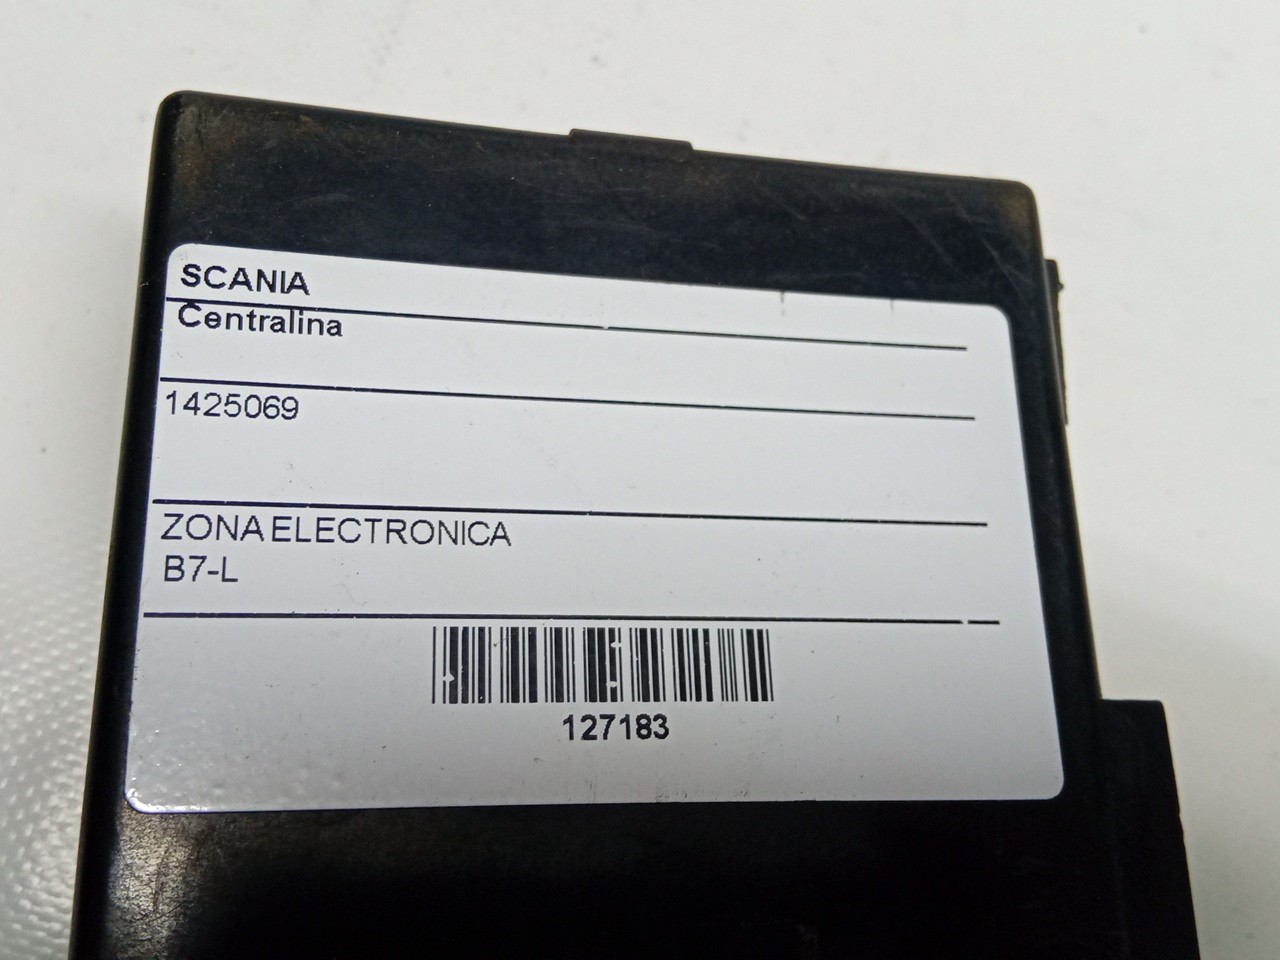 SCANIA
Centralina
1425069
ZONA ELECTRONICA
B7-L
127183